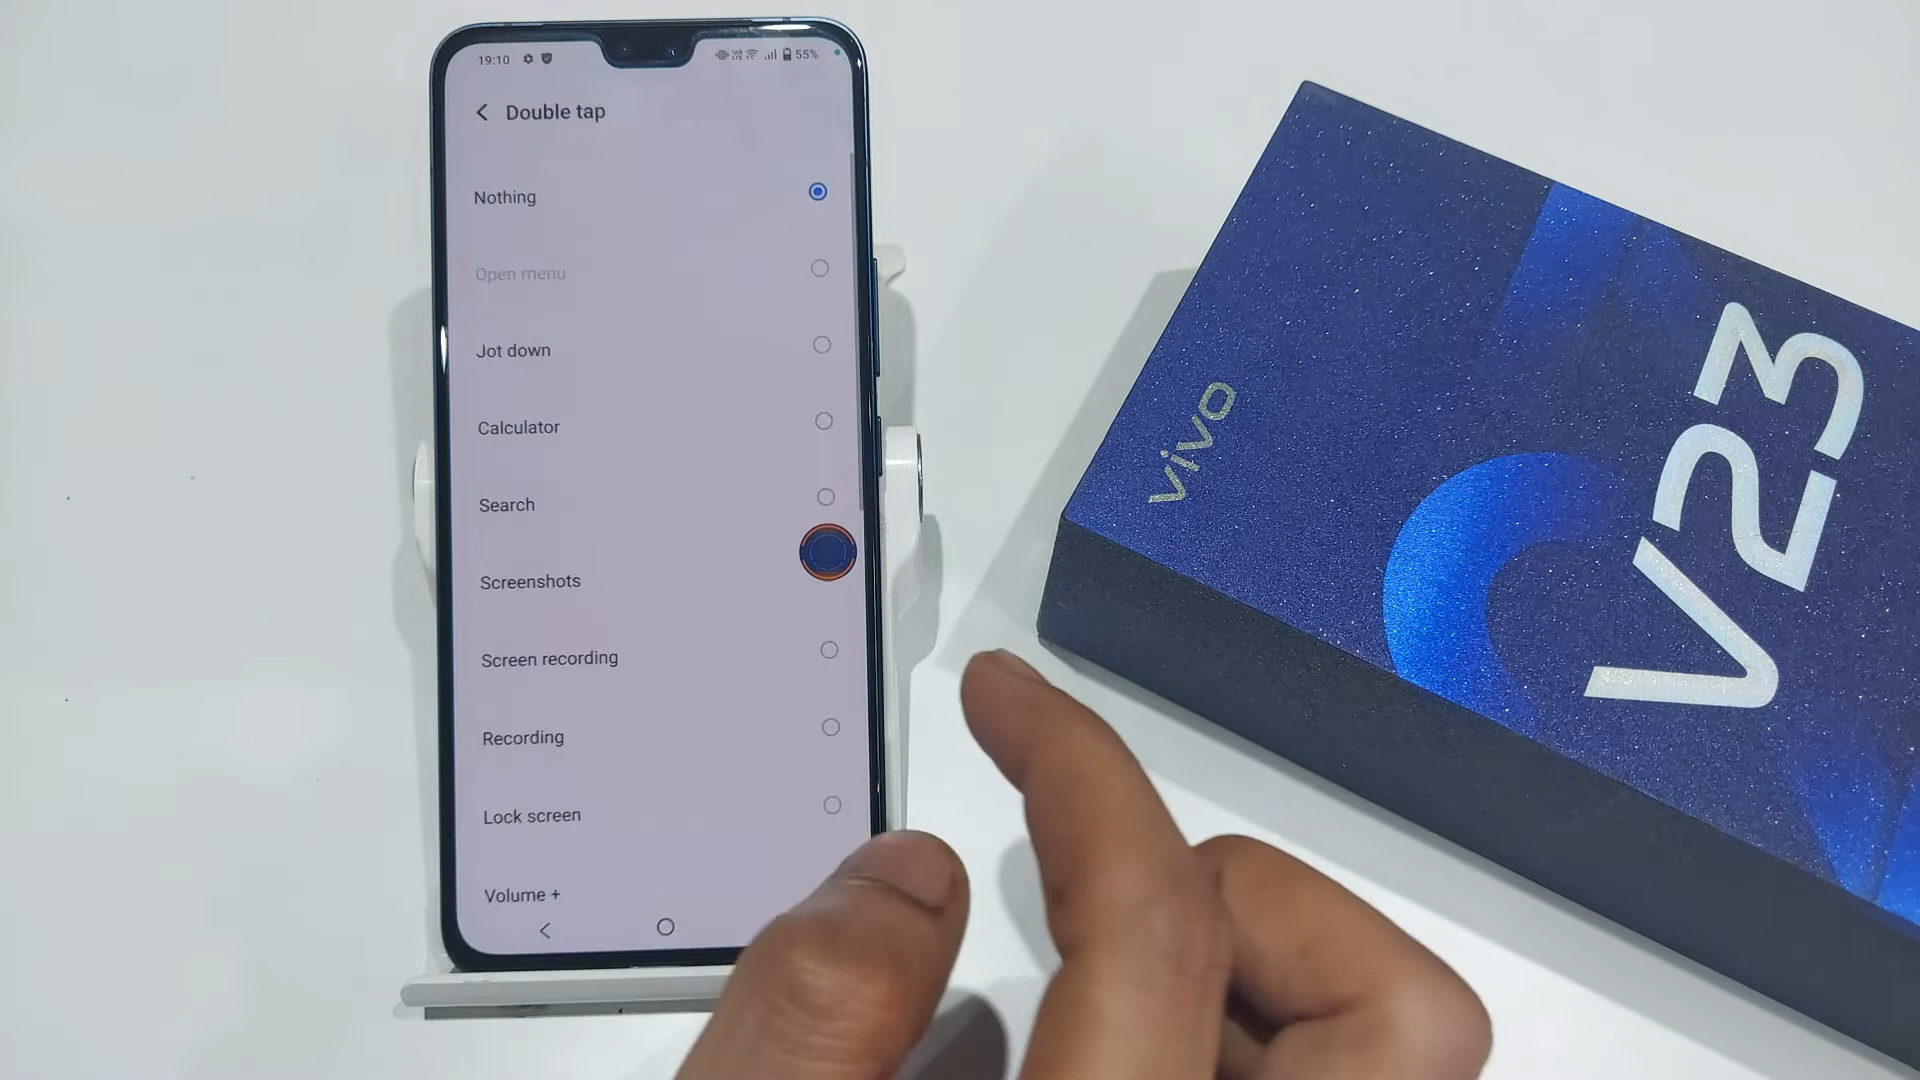 19:10
55%
Double tap
Nothing
Open menu
Jot down
Calculator
Search
Screenshots
Screen recording
Recording
Lock screen
Volume +
vivo
V23